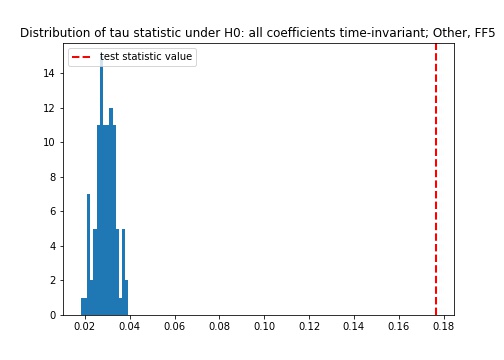 Distribution of tau statistic under H0: all coefficients time-invariant; Other, FF5
test statistic value
14
12
10
8
6
4
2
0
0.02 0.04 0.06 0.08 0.10 0.12 0.14 0.16 0.18